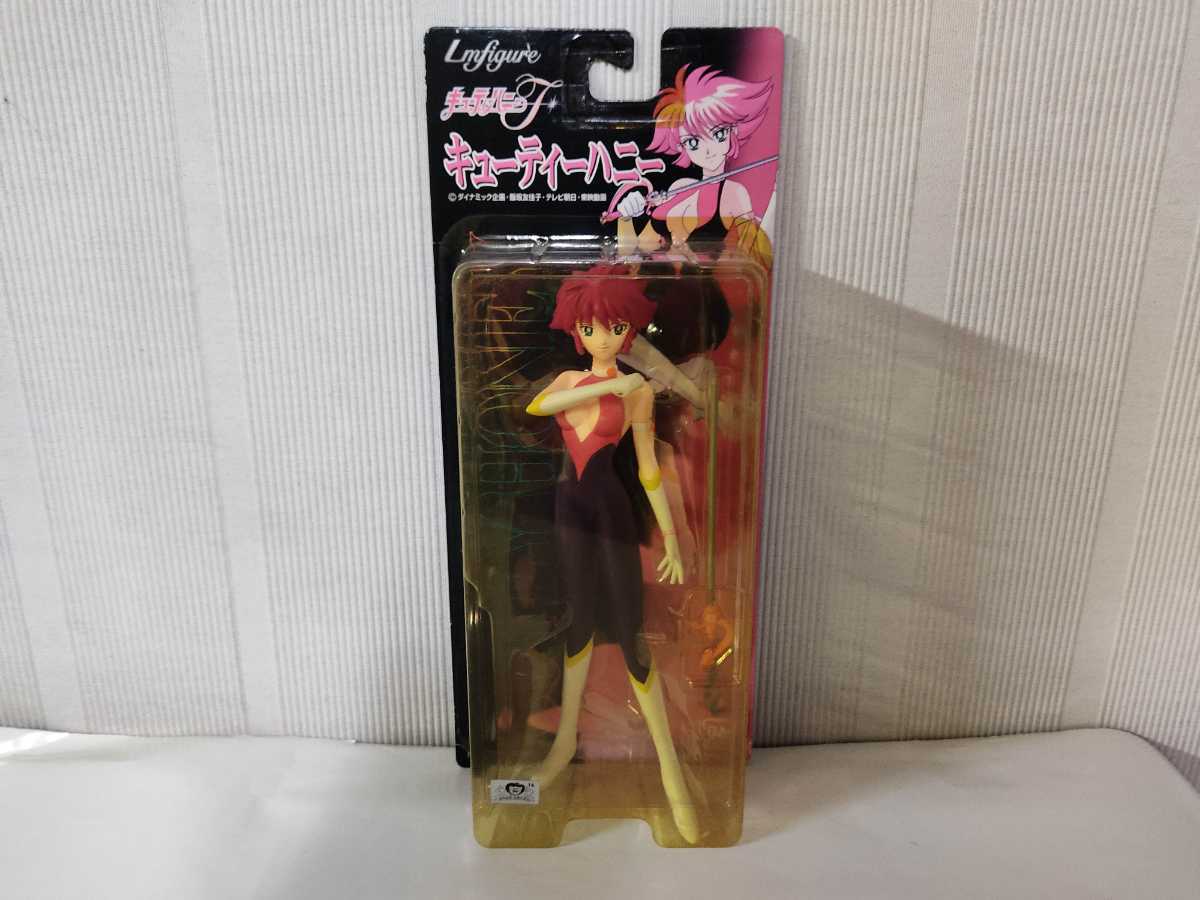 Lmfigure
キューティーハニーF
キューティーハニー
©ダイナミック企画・飯坂友佳子・テレビ朝日・東映動画